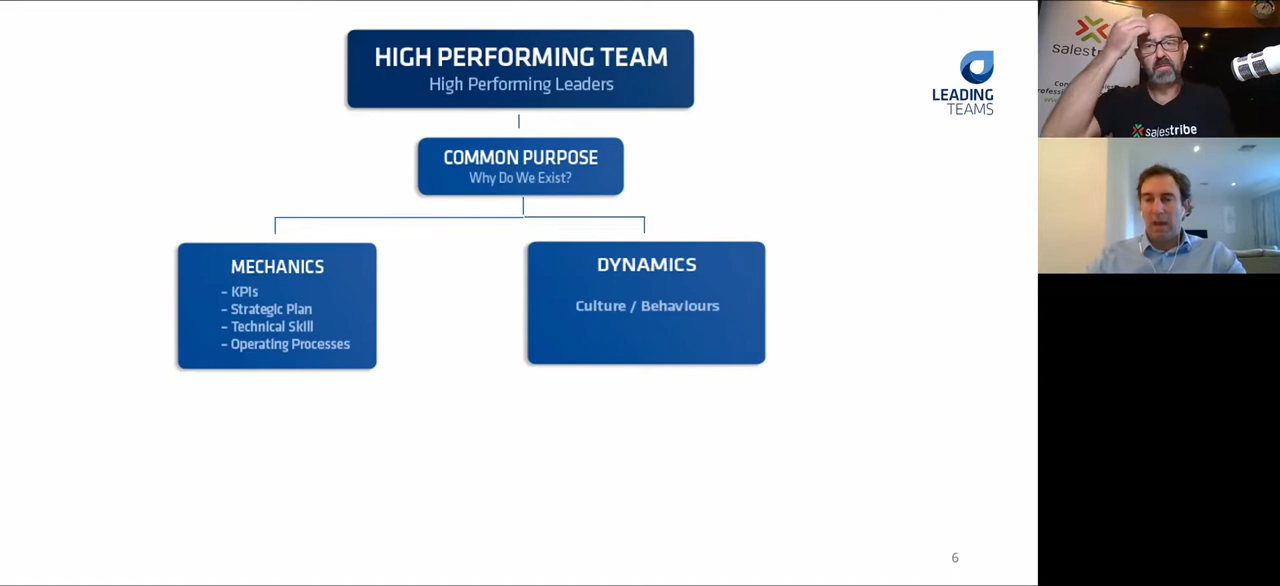 HIGH PERFORMING TEAM
High Performing Leaders
LEADING
TEAMS
COMMON PURPOSE
Why Do We Exist?
MECHANICS
– KPIs
– Strategic Plan
– Technical Skill
– Operating Processes
DYNAMICS
Culture / Behaviours
6
salestribe